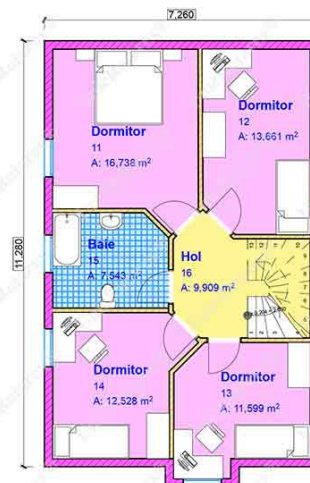 7,260
11,280
Dormitor
11
A: 16,738 m²
Dormitor
12
A: 13,661 m²
Baie
15
A: 7,543 m²
Hol
16
A: 9,909 m²
Dormitor
14
A: 12,528 m²
Dormitor
13
A: 11,599 m²